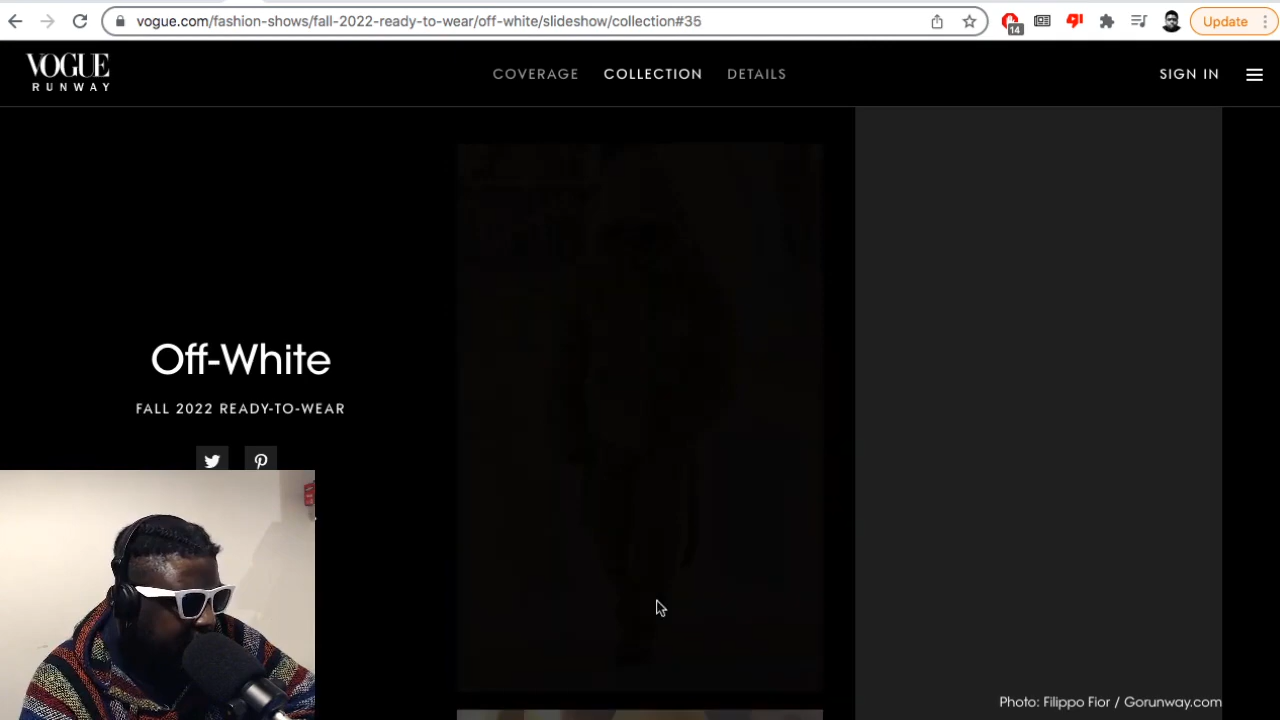 vogue.com/fashion-shows/fall-2022-ready-to-wear/off-white/slideshow/collection#35
14
Update
VOGUE
RUNWAY
COVERAGE
COLLECTION
DETAILS
SIGN IN
Off-White
FALL 2022 READY-TO-WEAR
Photo: Filippo Fior / Gorunway.com